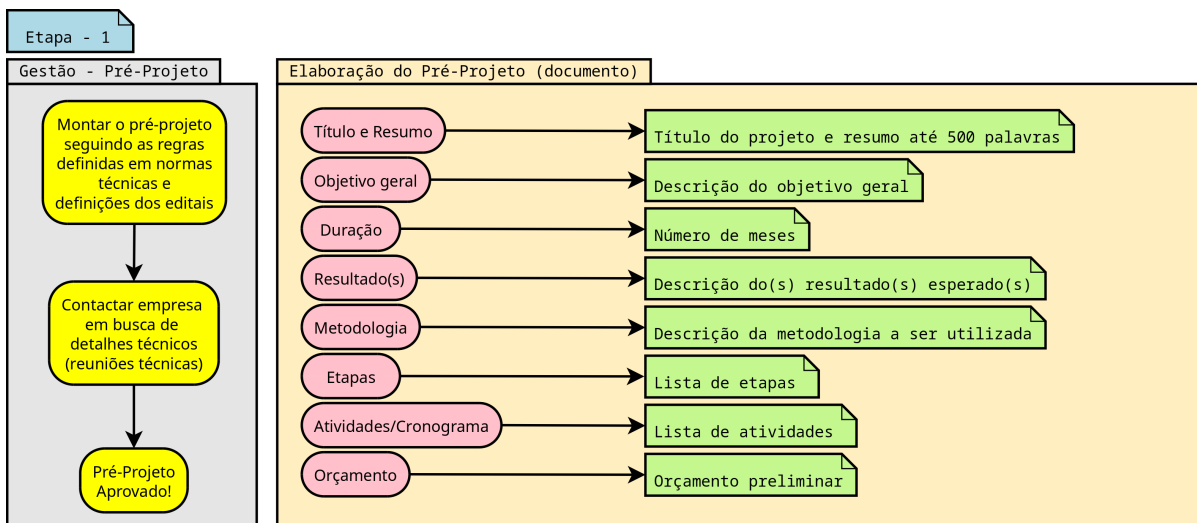 Etapa - 1
Gestão - Pré-Projeto
Montar o pré-projeto
seguindo as regras
definidas em normas
técnicas e
definições dos editais
Contactar empresa
em busca de
detalhes técnicos
(reuniões técnicas)
Pré-Projeto
Aprovado!
Elaboração do Pré-Projeto (documento)
Título e Resumo
Título do projeto e resumo até 500 palavras
Objetivo geral
Descrição do objetivo geral
Duração
Número de meses
Resultado(s)
Descrição do(s) resultado(s) esperado(s)
Metodologia
Descrição da metodologia a ser utilizada
Etapas
Lista de etapas
Atividades/Cronograma
Lista de atividades
Orçamento
Orçamento preliminar